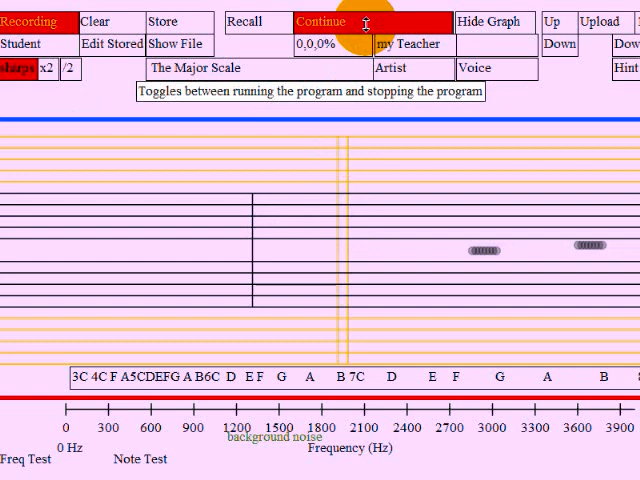 Recording Clear Store Recall Continue Hide Graph Up Upload
Student Edit Stored Show File 0,0,0% my Teacher Down Dow
sharps x2 /2 The Major Scale Artist Voice Hint
Toggles between running the program and stopping the program
3C 4C F A5CDEFG A B6C D E F G A B 7C D E F G A B
0 300 600 900 1200 1500 1800 2100 2400 2700 3000 3300 3600 3900
background noise
0 Hz Frequency (Hz)
Freq Test Note Test